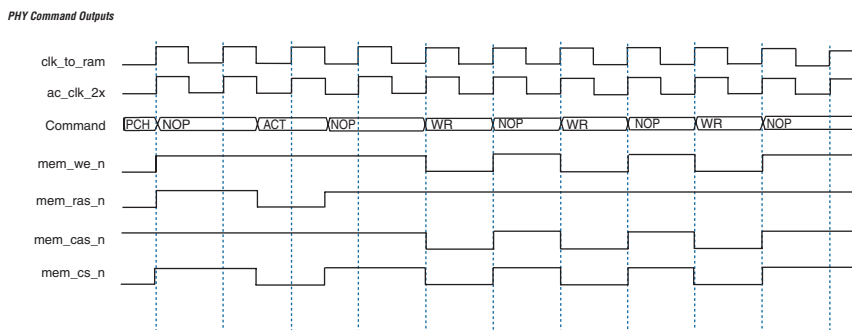 PHY Command Outputs
clk_to_ram
ac_clk_2x
Command PCH NOP ACT NOP WR NOP WR NOP WR NOP
mem_we_n
mem_ras_n
mem_cas_n
mem_cs_n